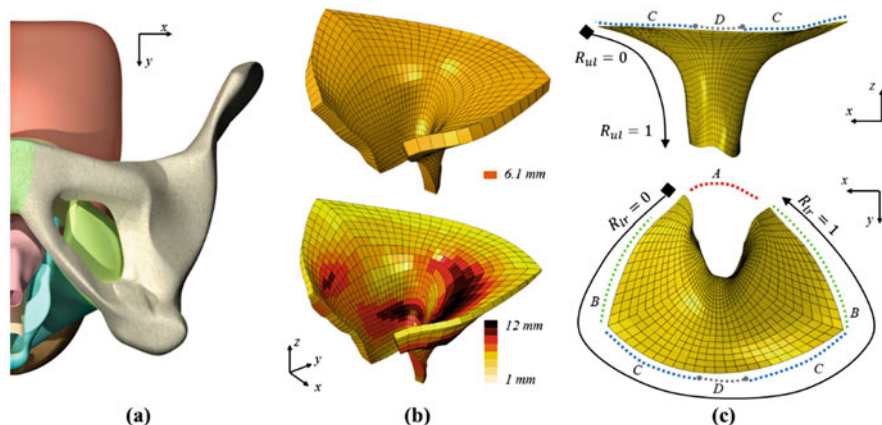 x
y
(a)
6.1 mm
12 mm
1 mm
z
y
x
(b)
C
D
C
R_ul = 0
R_ul = 1
z
x
A
x
y
R_lr = 0
R_lr = 1
B
B
C
D
C
(c)